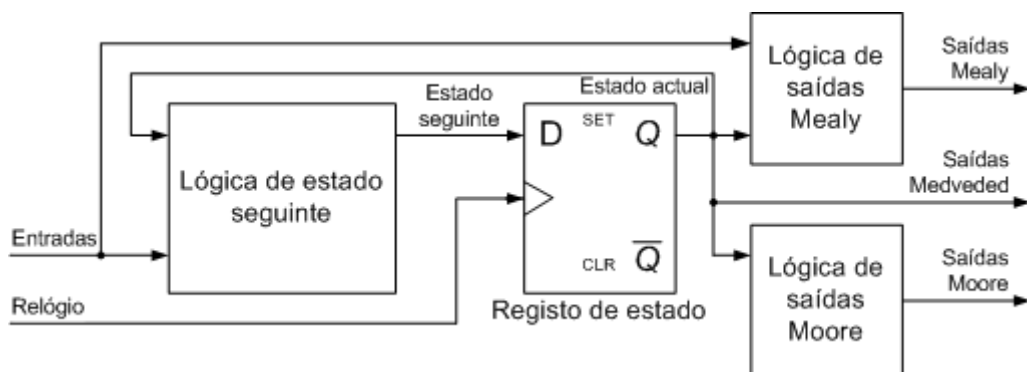 Entradas
Relógio
Lógica de estado
seguinte
Estado
seguinte
D
SET
Q
CLR
Q
Registo de estado
Estado actual
Lógica de
saídas
Mealy
Saídas
Mealy
Saídas
Medveded
Lógica de
saídas
Moore
Saídas
Moore